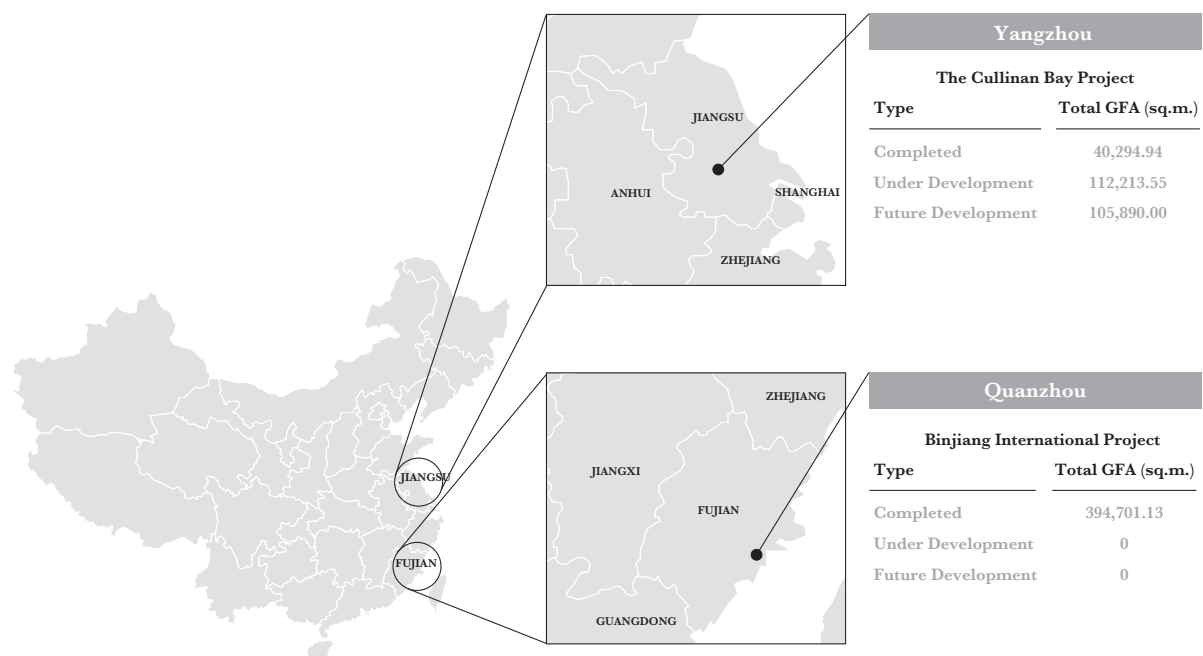 Yangzhou
The Cullinan Bay Project
Type Total GFA (sq.m.)
Completed 40,294.94
Under Development 112,213.55
Future Development 105,890.00
JIANGSU
ANHUI
SHANGHAI
ZHEJIANG
JIANGSU
FUJIAN
Quanzhou
Binjiang International Project
Type Total GFA (sq.m.)
Completed 394,701.13
Under Development 0
Future Development 0
ZHEJIANG
JIANGXI
FUJIAN
GUANGDONG